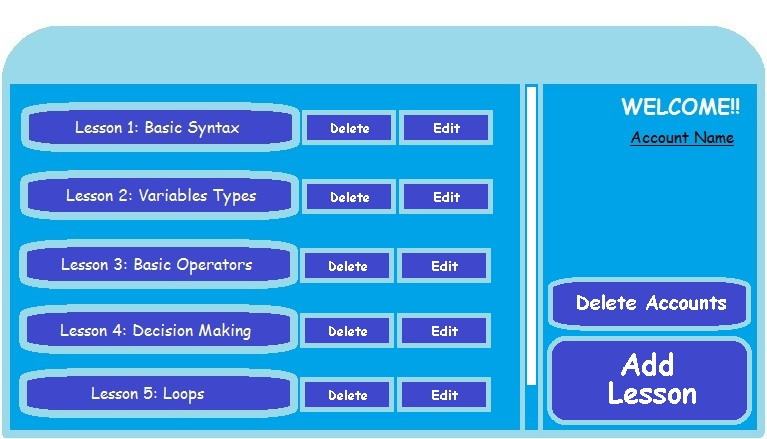 WELCOME!!
Account Name
Lesson 1: Basic Syntax Delete Edit
Lesson 2: Variables Types Delete Edit
Lesson 3: Basic Operators Delete Edit
Lesson 4: Decision Making Delete Edit
Lesson 5: Loops Delete Edit
Delete Accounts
Add
Lesson